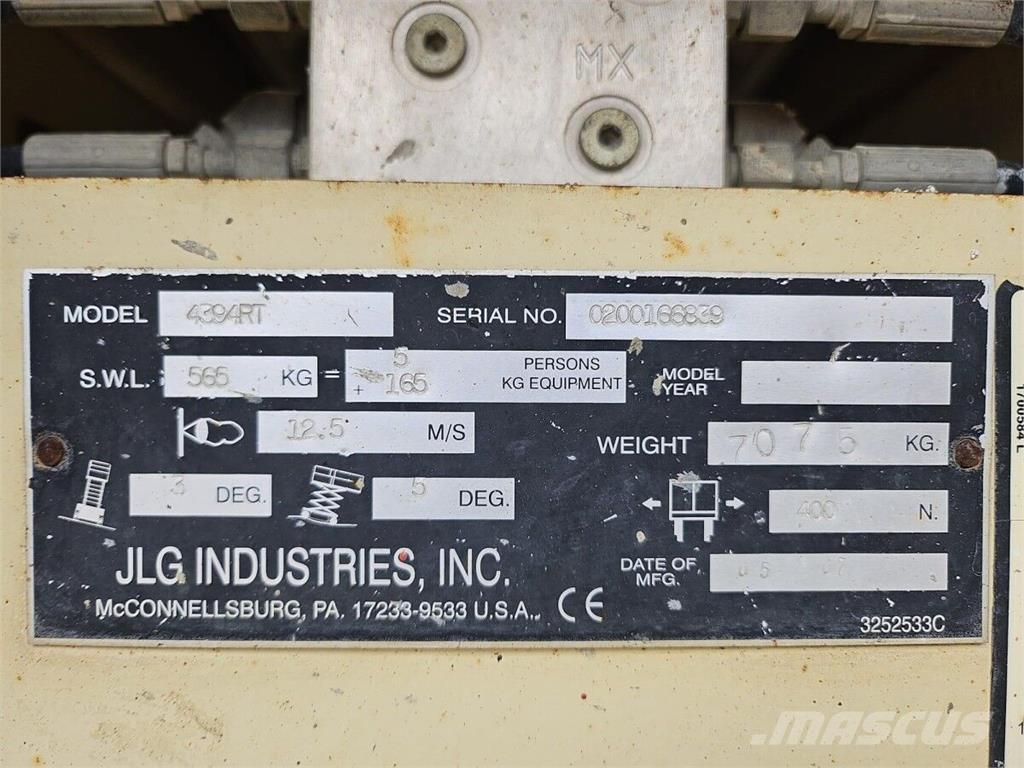 X
MX
MODEL 4394RT SERIAL NO. 0200166839
S.W.L. 565 KG = 5 PERSONS
+ 165 KG EQUIPMENT
MODEL YEAR
12.5 M/S
WEIGHT 7075 KG.
3 DEG. 5 DEG.
400 N.
JLG INDUSTRIES, INC.
DATE OF MFG. 05 07
McCONNELLSBURG, PA. 17233-9533 U.S.A.
CE
3252533C
MASCUS